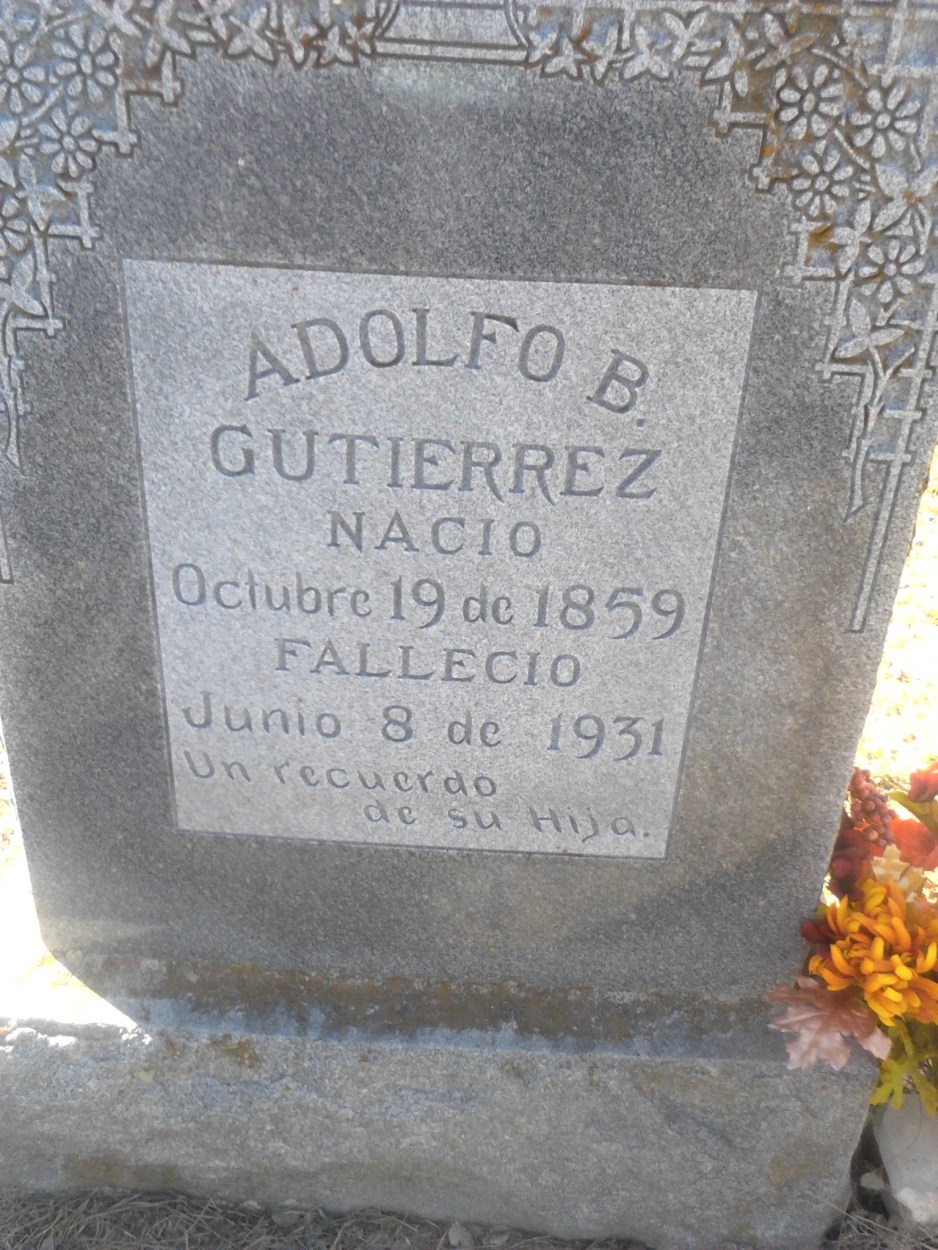 ADOLFO B.
GUTIERREZ
NACIO
Octubre 19 de 1859
FALLECIO
Junio 8 de 1931
Un recuerdo
de su Hija.